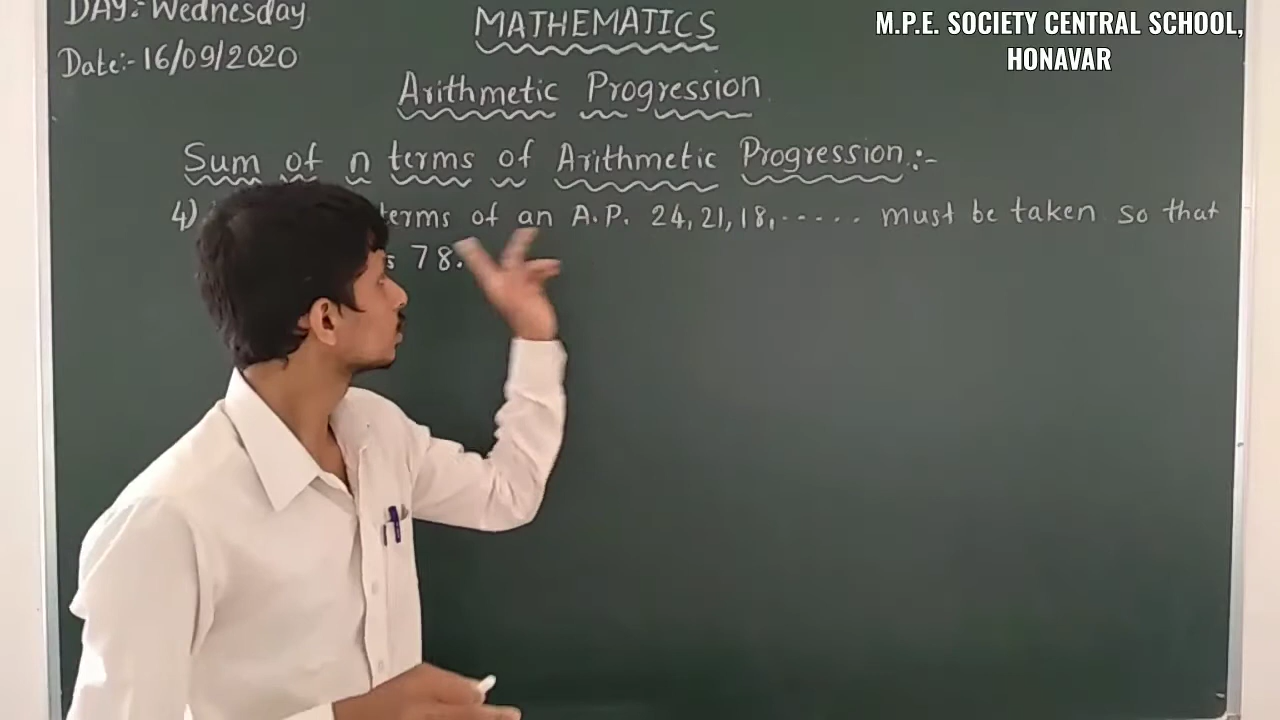 DAY:- Wednesday
Date:- 16/09/2020
MATHEMATICS
M.P.E. SOCIETY CENTRAL SCHOOL,
HONAVAR
Arithmetic Progression
Sum of n terms of Arithmetic Progression:-
4) terms of an A.P. 24, 21, 18, ----- must be taken so that
78.